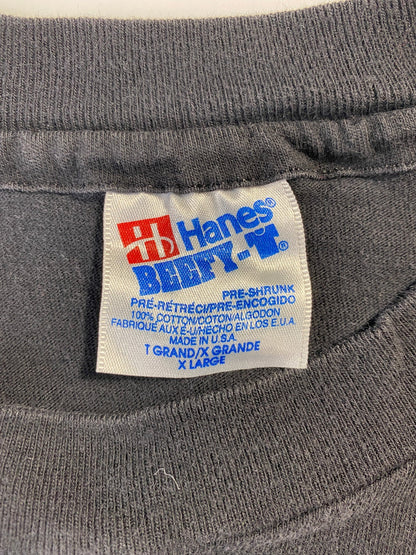 Hanes®
BEEFY-T®
PRE-SHRUNK
PRÉ-RÉTRÉCI/PRE-ENCOGIDO
100% COTTON/COTON/ALGODON
FABRIQUÉ AUX É-U/HECHO EN LOS E.U.A.
MADE IN U.S.A.
T GRAND/X GRANDE
X LARGE